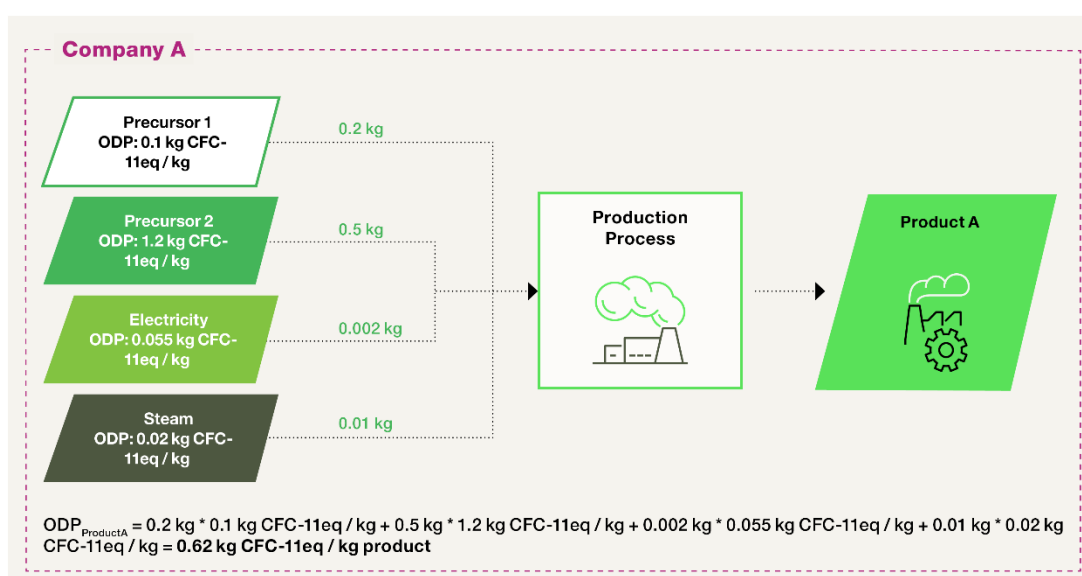 Company A
Precursor 1
ODP: 0.1 kg CFC-
11eq / kg
0.2 kg
Precursor 2
ODP: 1.2 kg CFC-
11eq / kg
0.5 kg
Electricity
ODP: 0.055 kg CFC-
11eq / kg
0.002 kg
Steam
ODP: 0.02 kg CFC-
11eq / kg
0.01 kg
Production
Process
Product A
ODPProductA = 0.2 kg * 0.1 kg CFC-11eq / kg + 0.5 kg * 1.2 kg CFC-11eq / kg + 0.002 kg * 0.055 kg CFC-11eq / kg + 0.01 kg * 0.02 kg
CFC-11eq / kg = 0.62 kg CFC-11eq / kg product